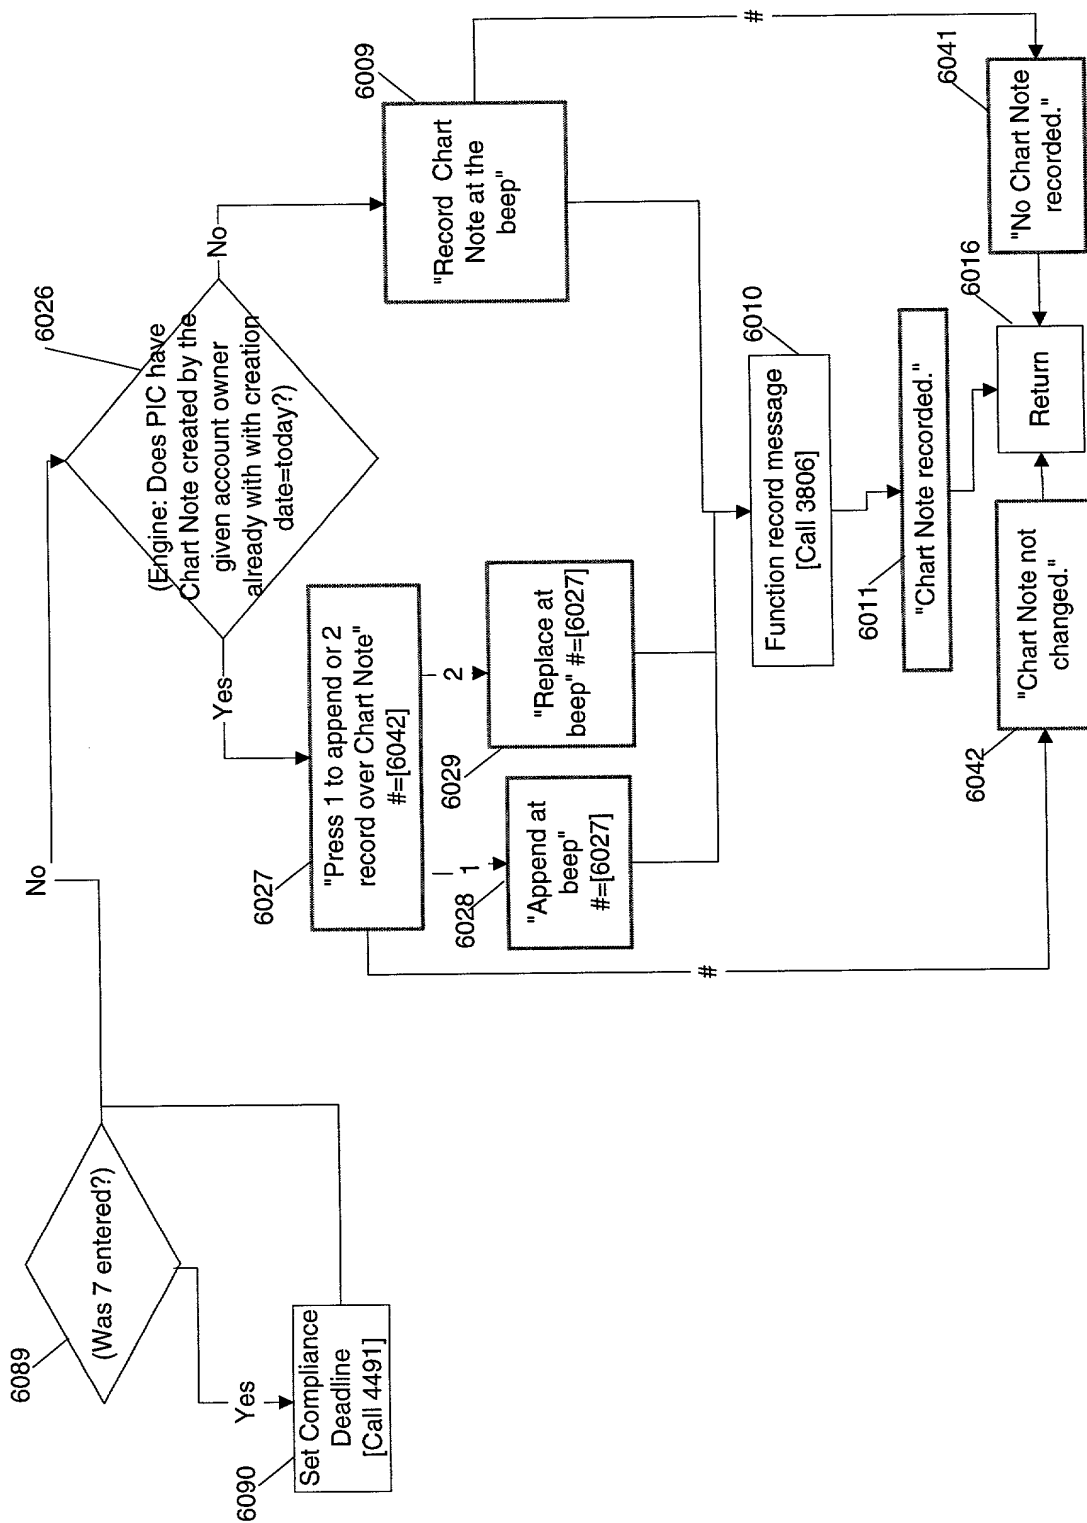 6089
(Was 7 entered?)
Yes
6090
Set Compliance
Deadline
[Call 4491]
No
6026
(Engine: Does PIC have
Chart Note created by the
given account owner
already with with creation
date=today?)
Yes
No
6027
"Press 1 to append or 2
record over Chart Note"
#=[6042]
1
2
6028
"Append at
beep"
#=[6027]
6029
"Replace at
beep" #=[6027]
6009
"Record Chart
Note at the
beep"
#
#
6010
Function record message
[Call 3806]
6011
"Chart Note recorded."
6042
"Chart Note not
changed."
6016
Return
6041
"No Chart Note
recorded."